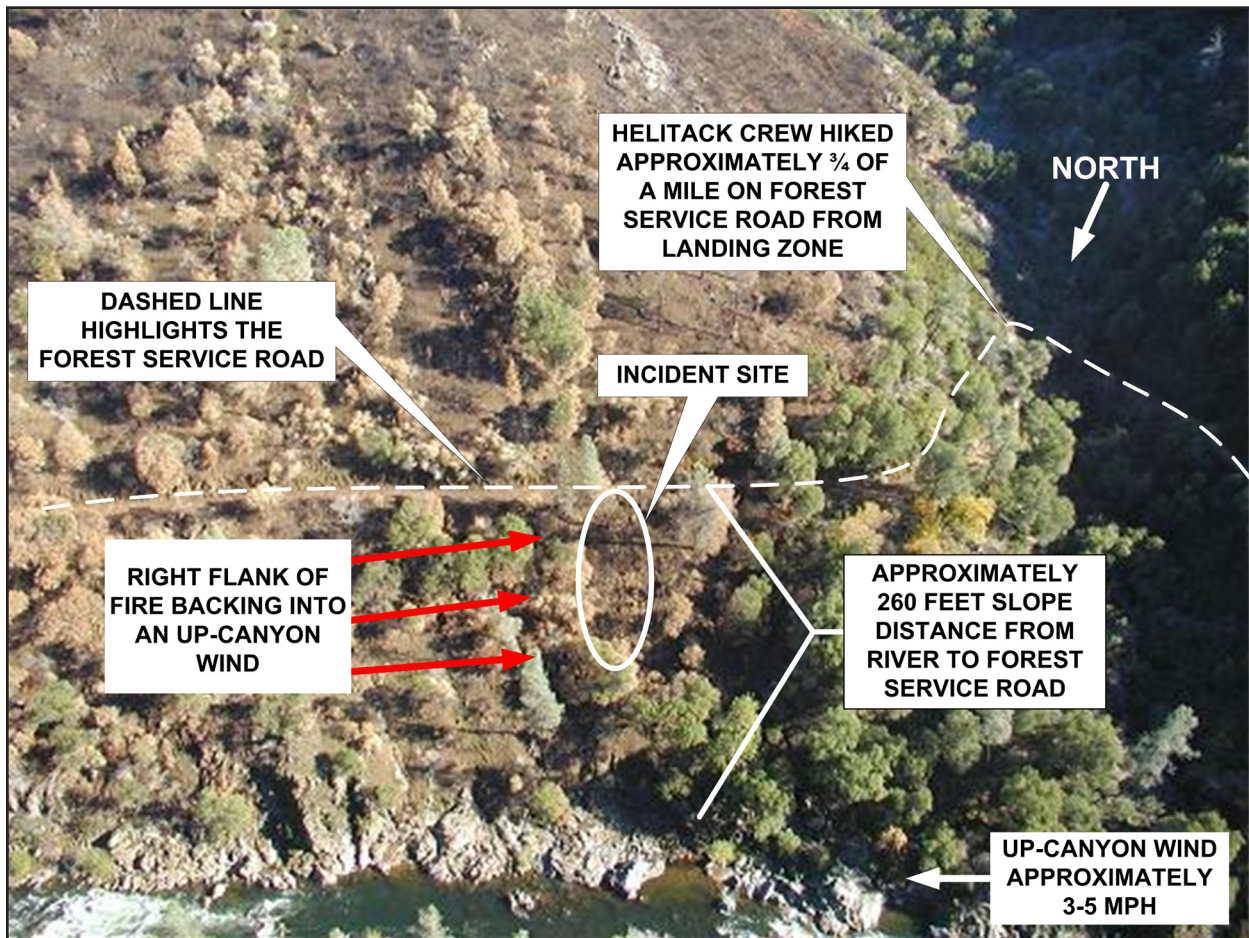 HELITACK CREW HIKED
APPROXIMATELY ¾ OF
A MILE ON FOREST
SERVICE ROAD FROM
LANDING ZONE
NORTH
DASHED LINE
HIGHLIGHTS THE
FOREST SERVICE ROAD
INCIDENT SITE
RIGHT FLANK OF
FIRE BACKING INTO
AN UP-CANYON
WIND
APPROXIMATELY
260 FEET SLOPE
DISTANCE FROM
RIVER TO FOREST
SERVICE ROAD
UP-CANYON WIND
APPROXIMATELY
3-5 MPH